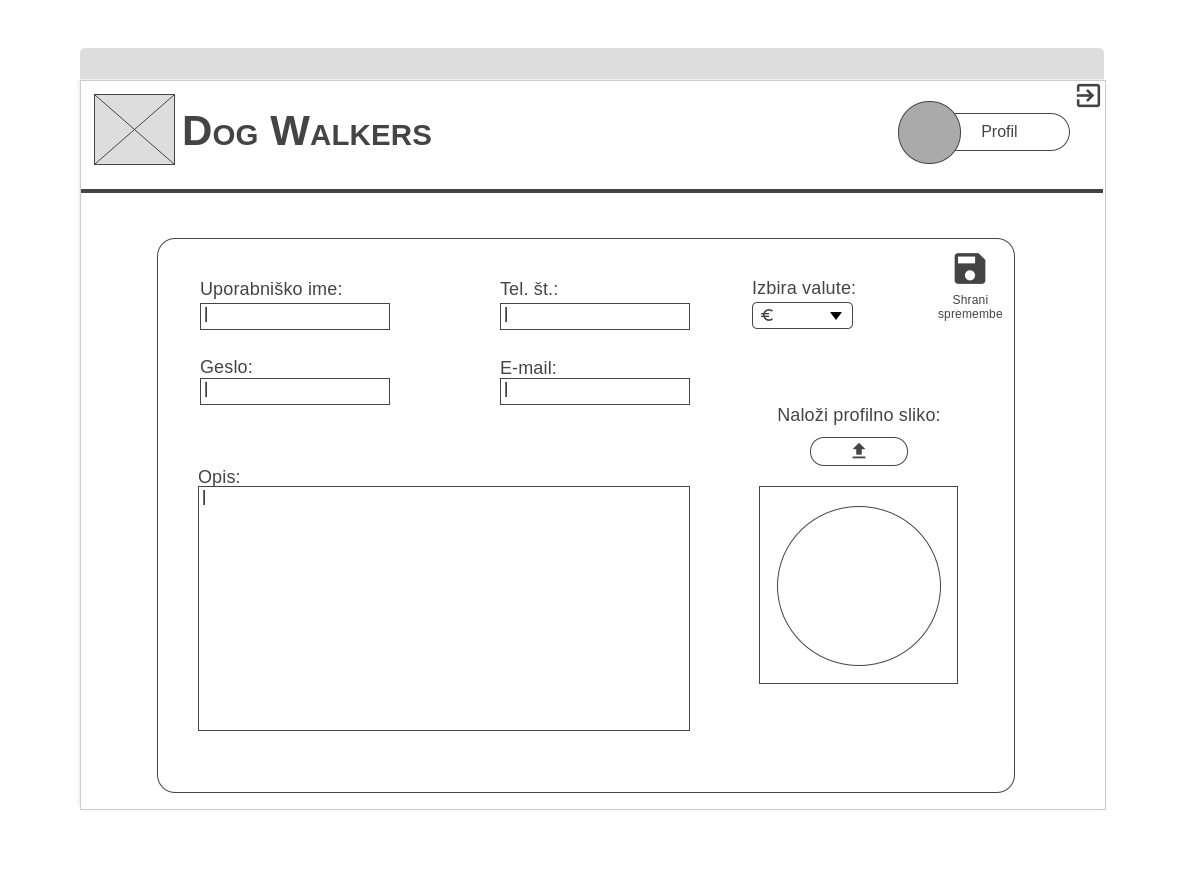 Dog Walkers
Profil
Uporabniško ime:
Tel. št.:
Izbira valute:
€
Shrani
spremembe
Geslo:
E-mail:
Naloži profilno sliko:
Opis: